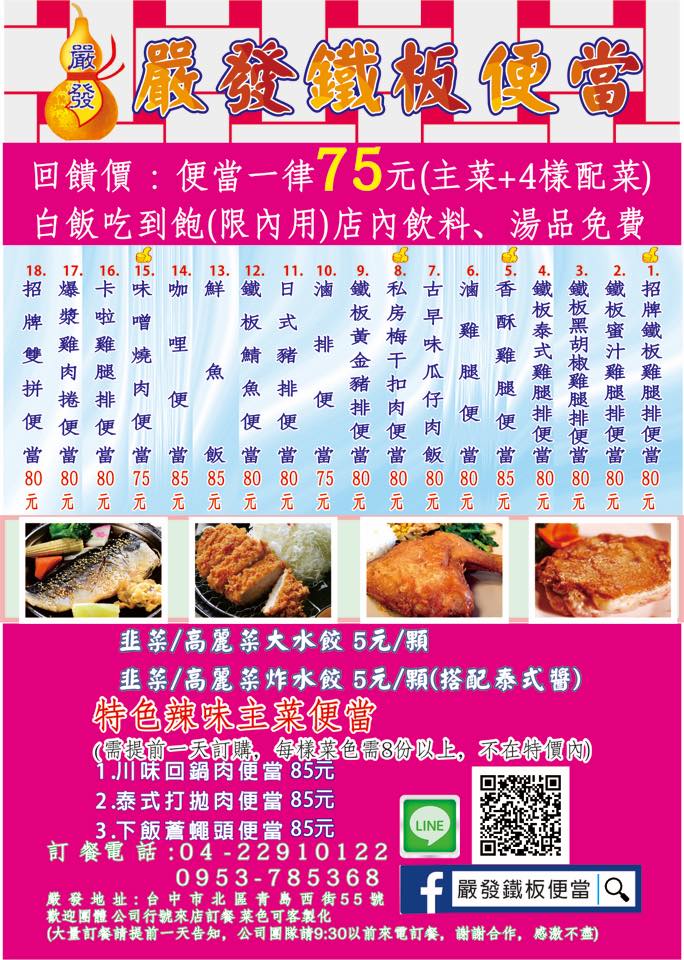 嚴發
嚴發鐵板便當
回饋價：便當一律75元(主菜+4樣配菜)
白飯吃到飽(限內用)店內飲料、湯品免費
1.招牌鐵板雞腿排便當80元
2.鐵板蜜汁雞腿排便當80元
3.鐵板黑胡椒雞腿排便當80元
4.鐵板泰式雞腿排便當80元
5.香酥雞腿便當85元
6.滷雞腿便當80元
7.古早味瓜仔肉飯80元
8.私房梅干扣肉便當80元
9.鐵板黃金豬排便當80元
10.滷排便當75元
11.日式豬排便當80元
12.鐵板鯖魚便當80元
13.鮮魚飯85元
14.咖哩便當85元
15.味噌燒肉便當75元
16.卡啦雞腿排便當80元
17.爆漿雞肉捲便當80元
18.招牌雙拼便當80元
韭菜/高麗菜大水餃 5元/顆
韭菜/高麗菜炸水餃 5元/顆(搭配泰式醬)
特色辣味主菜便當
(需提前一天訂購，每樣菜色需8份以上，不在特價內)
1.川味回鍋肉便當 85元
2.泰式打拋肉便當 85元
3.下飯蒼蠅頭便當 85元
LINE
訂餐電話:04-22910122
0953-785368
嚴發地址:台中市北區青島西街55號
歡迎團體公司行號來店訂餐 菜色可客製化
(大量訂餐請提前一天告知，公司團隊請9:30以前來電訂餐，謝謝合作，感激不盡)
f 嚴發鐵板便當